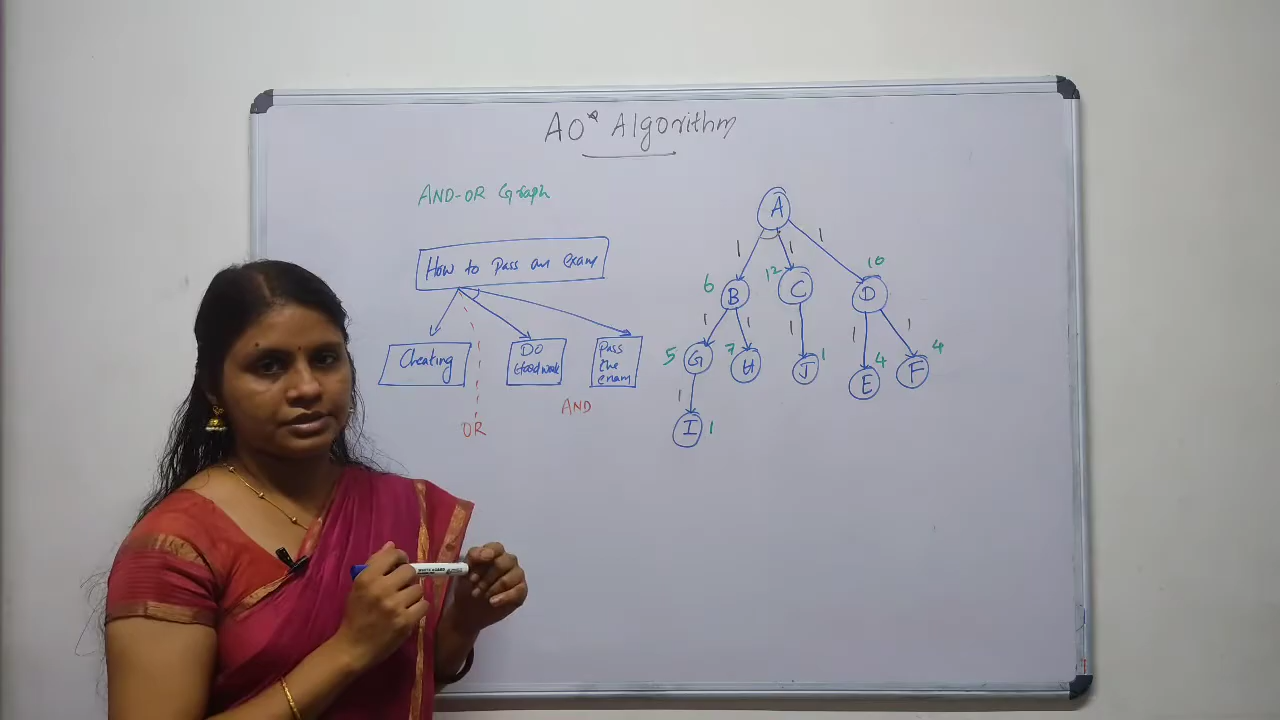 AO* Algorithm
AND-OR Graph
How to Pass an exam
Cheating
DO
Good work
Pass
the
exam
OR
AND
A
1 1 1
6 B 12 C 10 D
1 1 1 1 1
5 G 7 H J 1 E 4 F 4
1
I 1